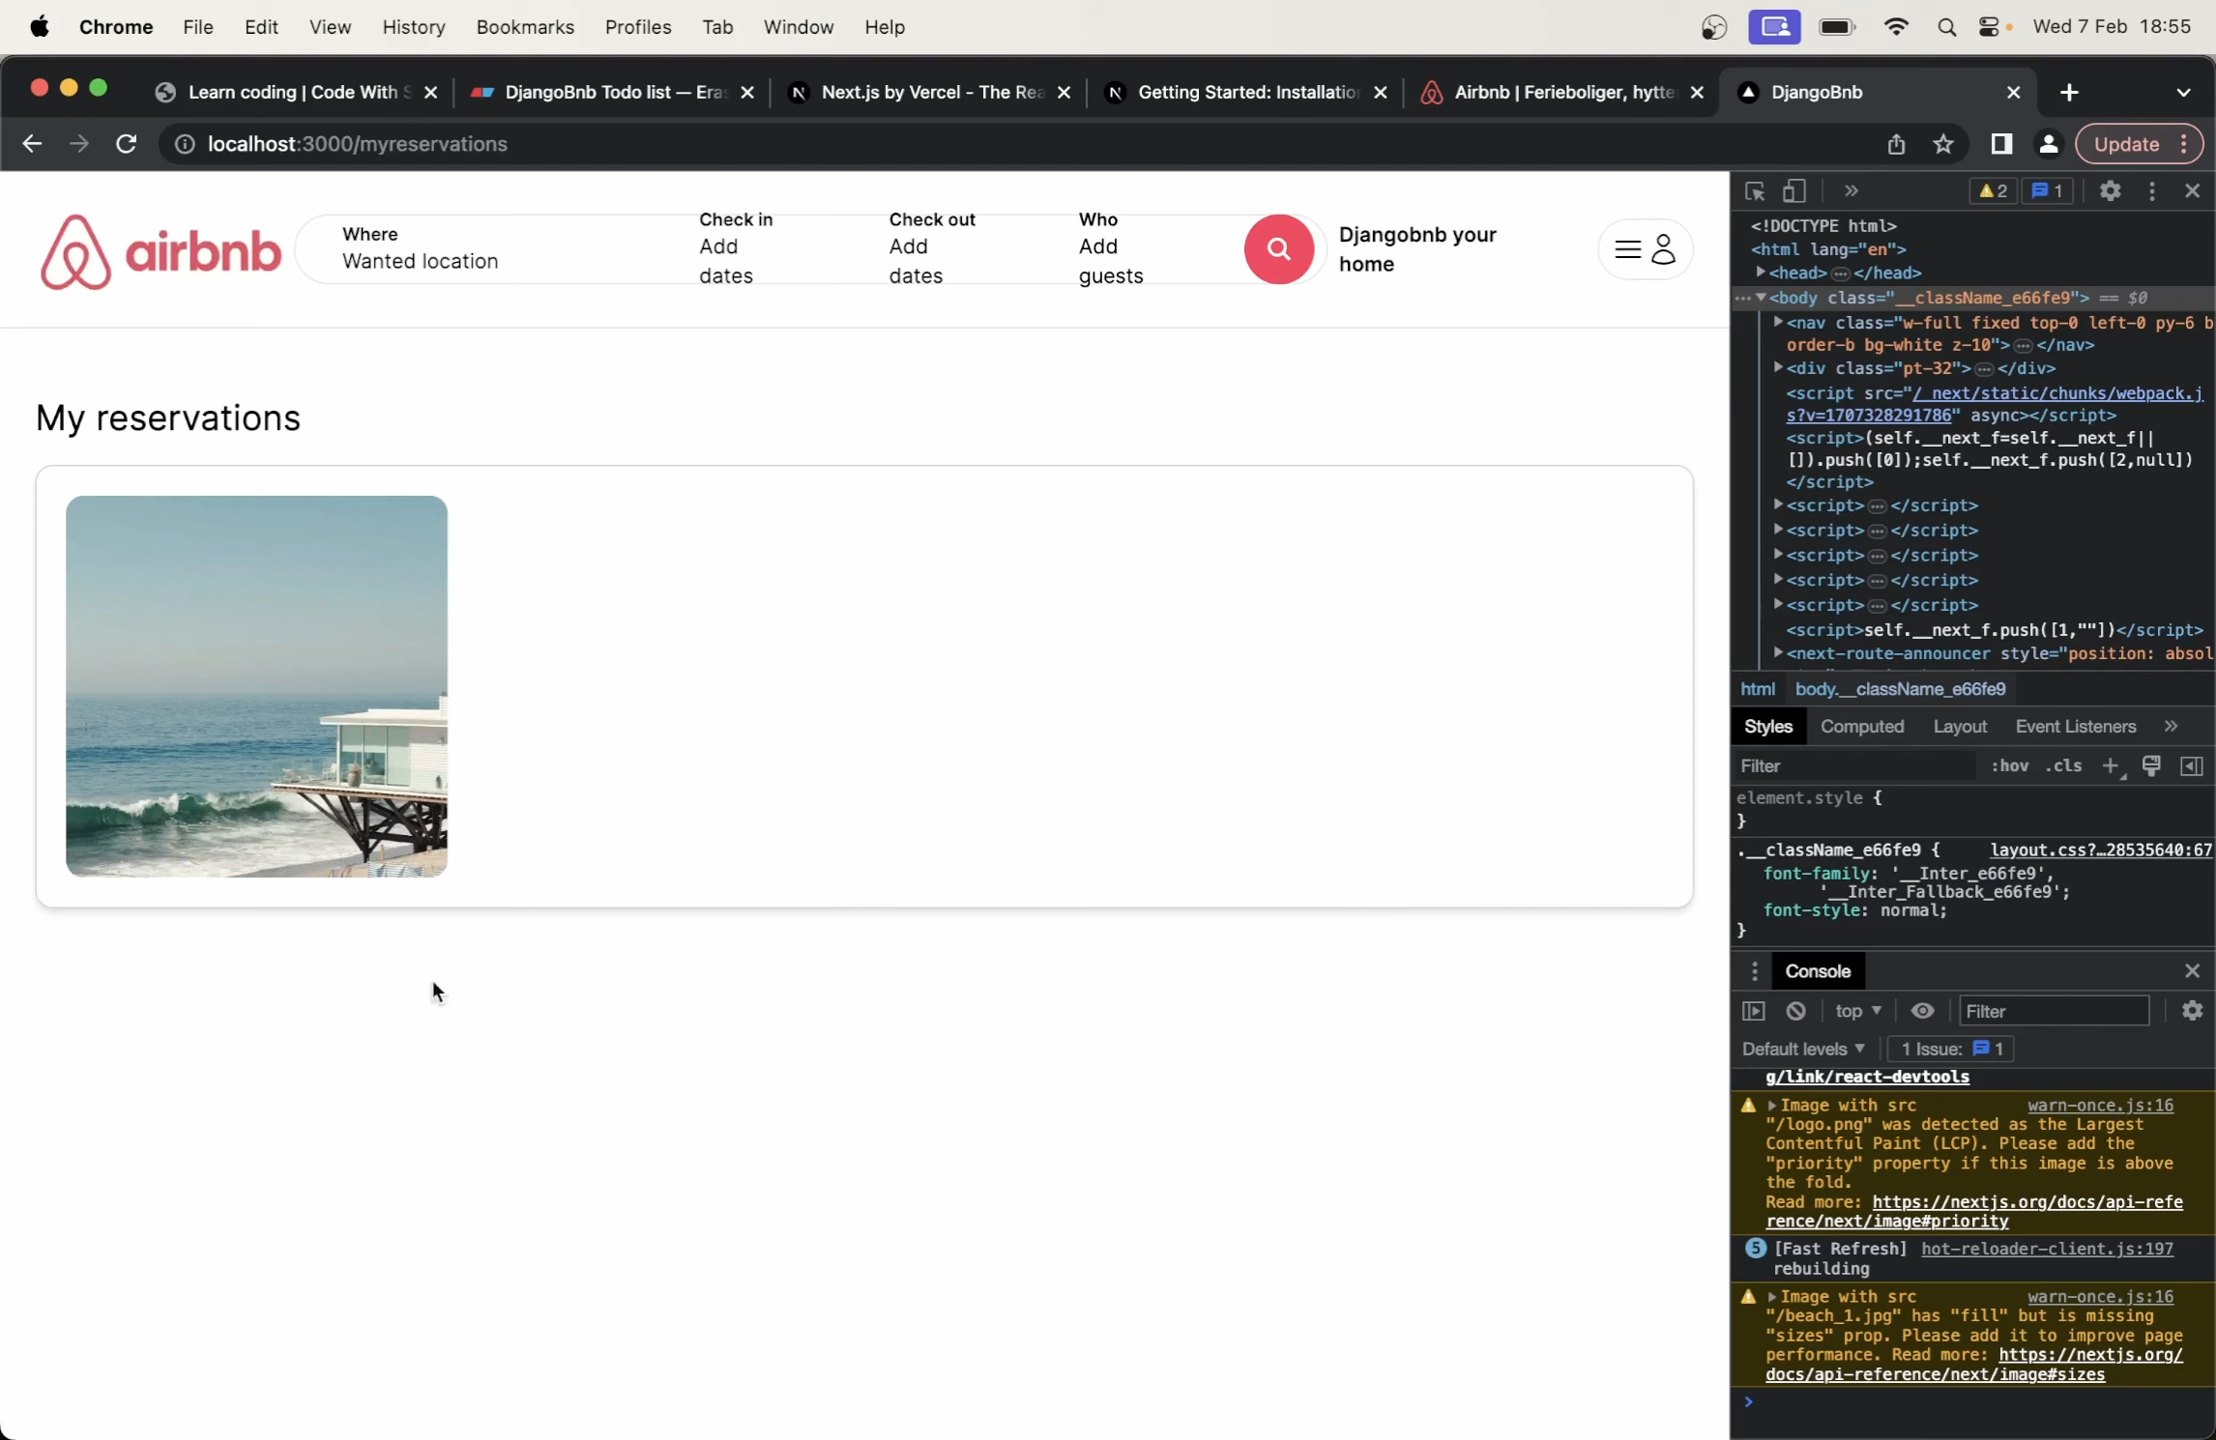 Chrome File Edit View History Bookmarks Profiles Tab Window Help Wed 7 Feb 18:55
Learn coding | Code With S
DjangoBnb Todo list — Eras
Next.js by Vercel - The Rea
Getting Started: Installation
Airbnb | Ferieboliger, hytte
DjangoBnb
localhost:3000/myreservations
Update
airbnb
Where
Wanted location
Check in
Add
dates
Check out
Add
dates
Who
Add
guests
Djangobnb your
home
My reservations
2 1
<!DOCTYPE html>
<html lang="en">
<head> … </head>
… <body class="__className_e66fe9"> == $0
<nav class="w-full fixed top-0 left-0 py-6 b
order-b bg-white z-10"> … </nav>
<div class="pt-32"> … </div>
<script src="/_next/static/chunks/webpack.j
s?v=1707328291786" async></script>
<script>(self.__next_f=self.__next_f||
[]).push([0]);self.__next_f.push([2,null])
</script>
<script> … </script>
<script> … </script>
<script> … </script>
<script> … </script>
<script> … </script>
<script>self.__next_f.push([1,""])</script>
<next-route-announcer style="position: absol
html body.__className_e66fe9
Styles Computed Layout Event Listeners »
Filter :hov .cls +
element.style {
}
.__className_e66fe9 { layout.css?…28535640:67
font-family: '__Inter_e66fe9',
'__Inter_Fallback_e66fe9';
font-style: normal;
}
Console
top Filter
Default levels 1 Issue: 1
g/link/react-devtools
Image with src warn-once.js:16
"/logo.png" was detected as the Largest
Contentful Paint (LCP). Please add the
"priority" property if this image is above
the fold.
Read more: https://nextjs.org/docs/api-refe
rence/next/image#priority
5 [Fast Refresh] hot-reloader-client.js:197
rebuilding
Image with src warn-once.js:16
"/beach_1.jpg" has "fill" but is missing
"sizes" prop. Please add it to improve page
performance. Read more: https://nextjs.org/
docs/api-reference/next/image#sizes